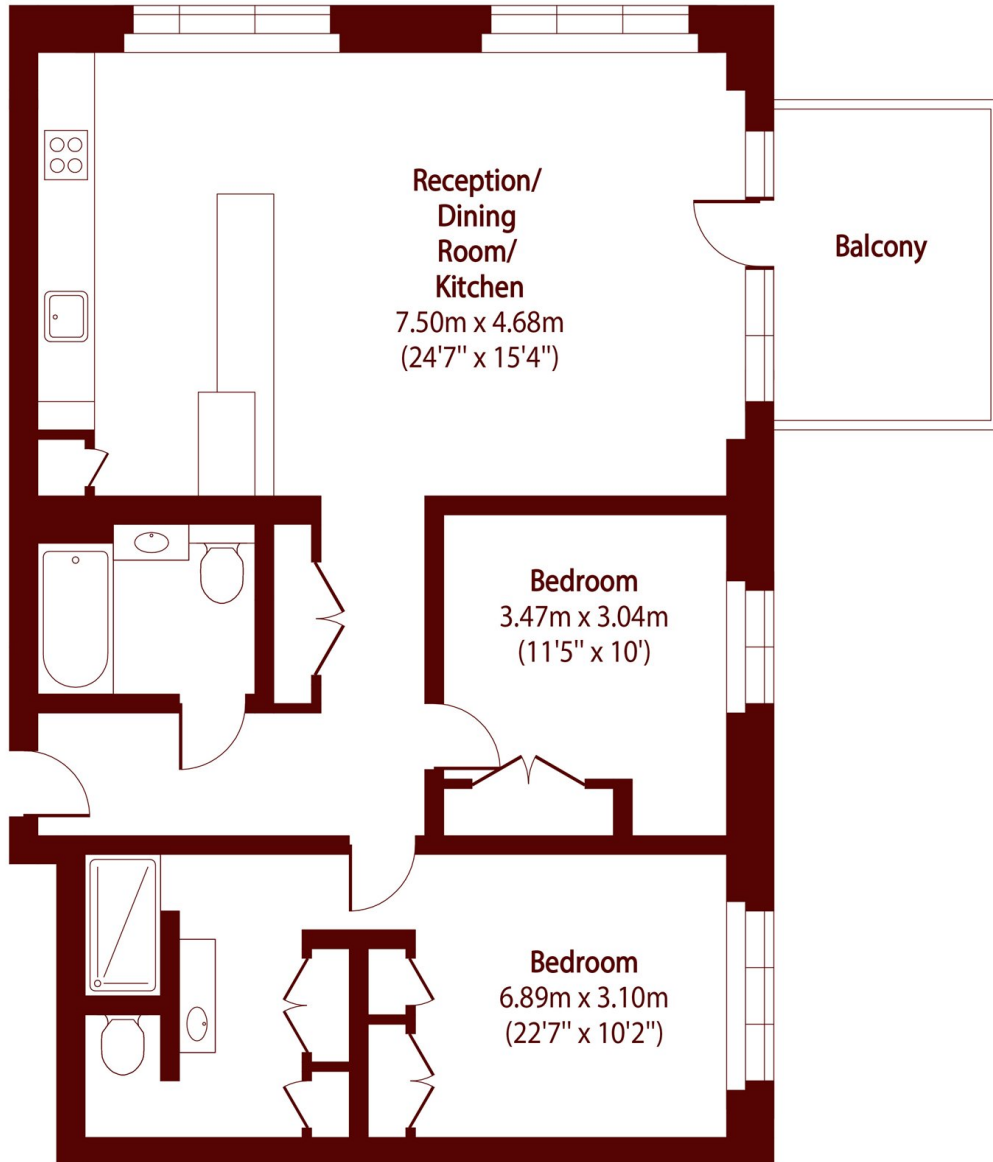 Reception/
Dining
Room/
Kitchen
7.50m x 4.68m
(24'7" x 15'4")
Balcony
Bedroom
3.47m x 3.04m
(11'5" x 10')
Bedroom
6.89m x 3.10m
(22'7" x 10'2")